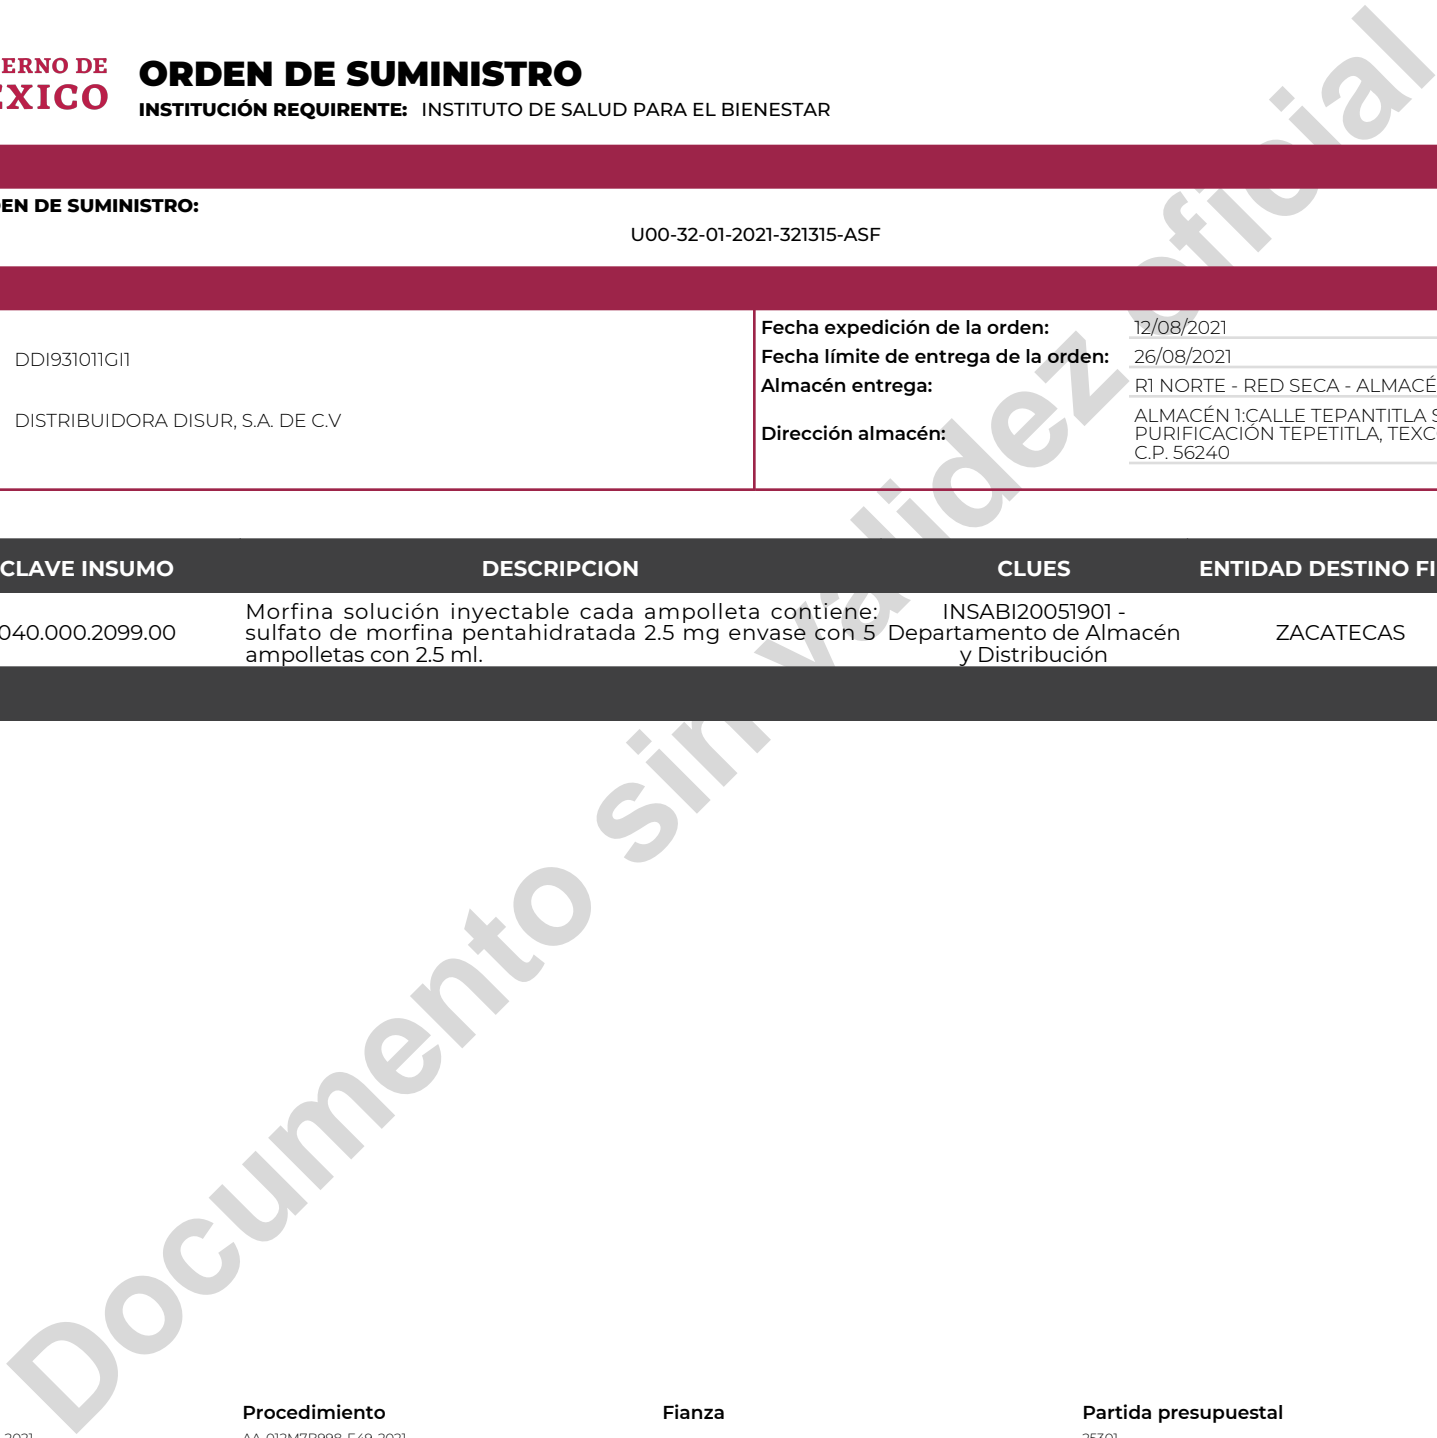 ERNO DE
ÉXICO
ORDEN DE SUMINISTRO
INSTITUCIÓN REQUIRENTE: INSTITUTO DE SALUD PARA EL BIENESTAR
EN DE SUMINISTRO:
U00-32-01-2021-321315-ASF
DDI931011GI1
DISTRIBUIDORA DISUR, S.A. DE C.V
Fecha expedición de la orden: 12/08/2021
Fecha límite de entrega de la orden: 26/08/2021
Almacén entrega: R1 NORTE - RED SECA - ALMACÉ
Dirección almacén:
ALMACÉN 1:CALLE TEPANTITLA S
PURIFICACIÓN TEPETITLA, TEXC
C.P. 56240
CLAVE INSUMO DESCRIPCION CLUES ENTIDAD DESTINO FI
040.000.2099.00
Morfina solución inyectable cada ampolleta contiene:
sulfato de morfina pentahidratada 2.5 mg envase con 5
ampolletas con 2.5 ml.
INSABI20051901 -
Departamento de Almacén
y Distribución
ZACATECAS
Documento sin validez oficial
Procedimiento Fianza Partida presupuestal